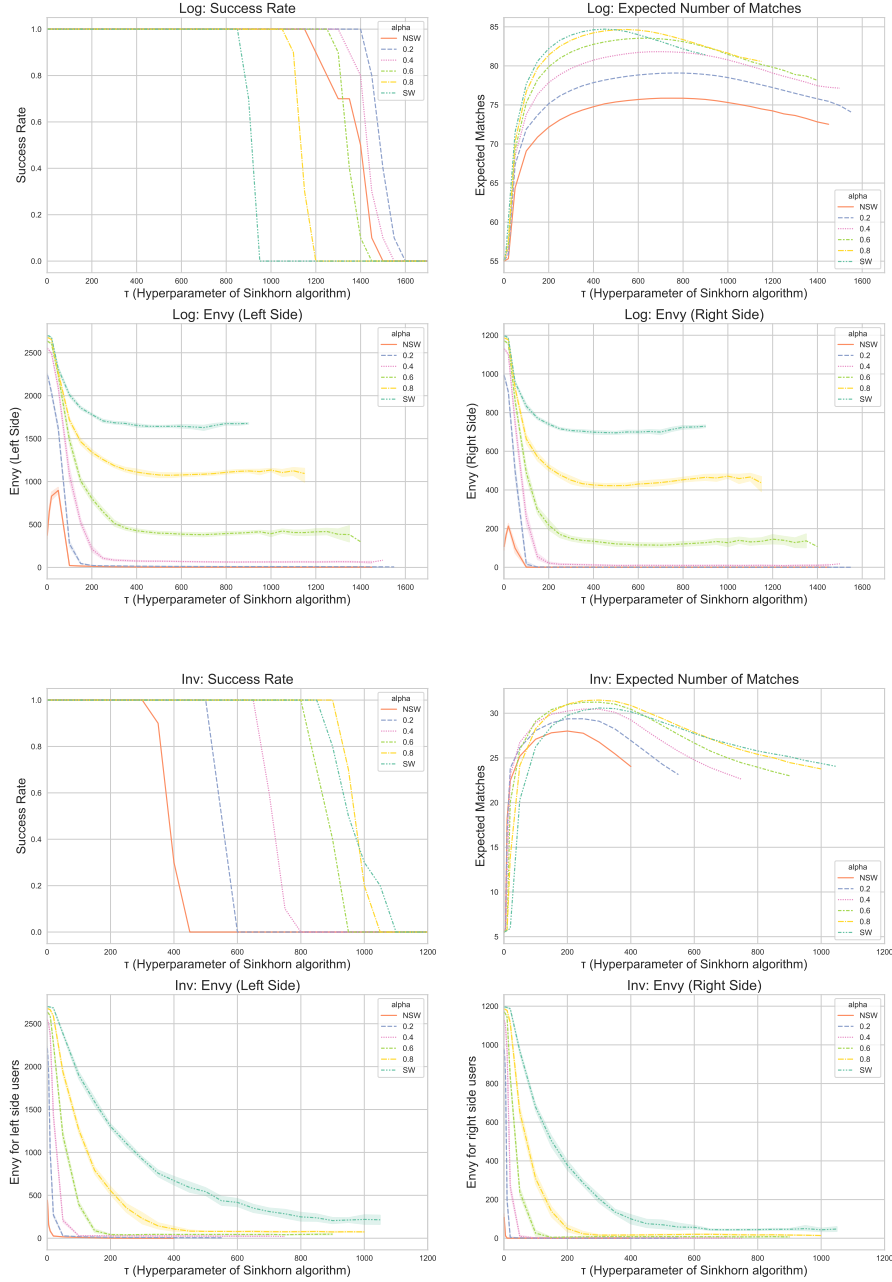 Log: Success Rate
1.0
0.8
0.6
0.4
0.2
0.0
Success Rate
0 200 400 600 800 1000 1200 1400 1600
τ (Hyperparameter of Sinkhorn algorithm)
alpha
NSW
0.2
0.4
0.6
0.8
SW
Log: Expected Number of Matches
85
80
75
70
65
60
55
Expected Matches
0 200 400 600 800 1000 1200 1400 1600
τ (Hyperparameter of Sinkhorn algorithm)
alpha
NSW
0.2
0.4
0.6
0.8
SW
Log: Envy (Left Side)
2500
2000
1500
1000
500
0
Envy (Left Side)
0 200 400 600 800 1000 1200 1400 1600
τ (Hyperparameter of Sinkhorn algorithm)
alpha
NSW
0.2
0.4
0.6
0.8
SW
Log: Envy (Right Side)
1200
1000
800
600
400
200
0
Envy (Right Side)
0 200 400 600 800 1000 1200 1400 1600
τ (Hyperparameter of Sinkhorn algorithm)
alpha
NSW
0.2
0.4
0.6
0.8
SW
Inv: Success Rate
1.0
0.8
0.6
0.4
0.2
0.0
Success Rate
0 200 400 600 800 1000 1200
τ (Hyperparameter of Sinkhorn algorithm)
alpha
NSW
0.2
0.4
0.6
0.8
SW
Inv: Expected Number of Matches
30
25
20
15
10
5
Expected Matches
0 200 400 600 800 1000 1200
τ (Hyperparameter of Sinkhorn algorithm)
alpha
NSW
0.2
0.4
0.6
0.8
SW
Inv: Envy (Left Side)
2500
2000
1500
1000
500
0
Envy for left side users
0 200 400 600 800 1000 1200
τ (Hyperparameter of Sinkhorn algorithm)
alpha
NSW
0.2
0.4
0.6
0.8
SW
Inv: Envy (Right Side)
1200
1000
800
600
400
200
0
Envy for right side users
0 200 400 600 800 1000 1200
τ (Hyperparameter of Sinkhorn algorithm)
alpha
NSW
0.2
0.4
0.6
0.8
SW